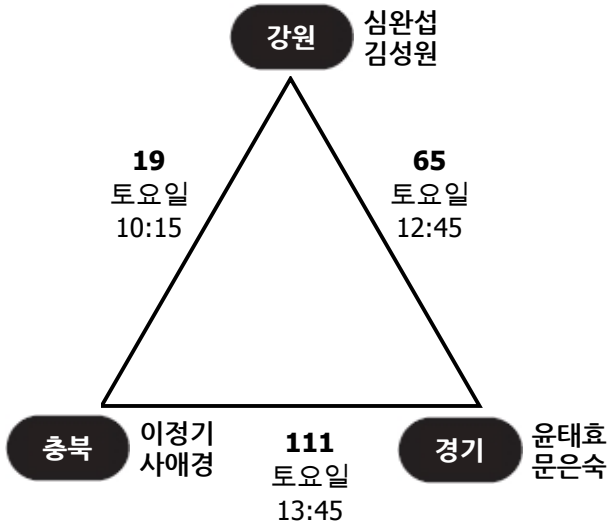 강원
심완섭
김성원
19
토요일
10:15
65
토요일
12:45
충북
이정기
사애경
111
토요일
13:45
경기
윤태효
문은숙